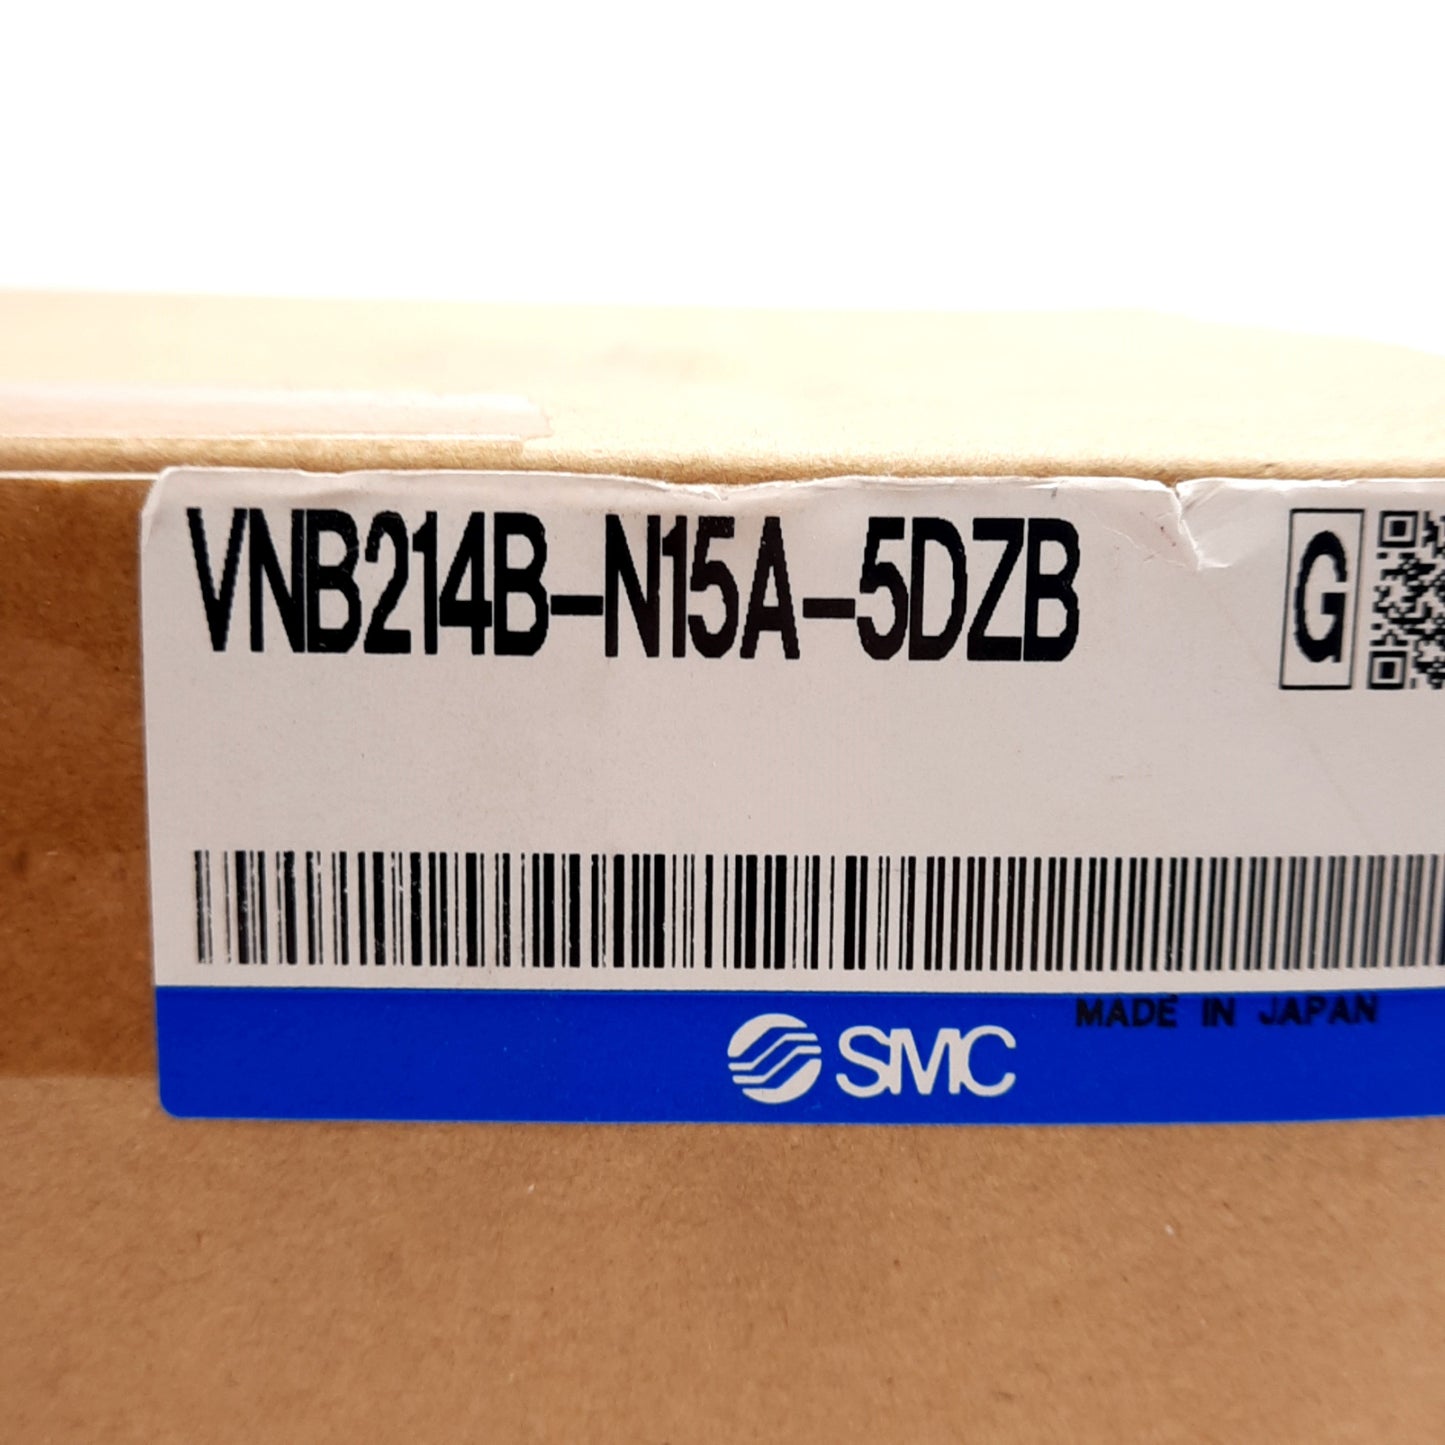 VNB214B-N15A-5DZB
G
MADE IN JAPAN
SMC